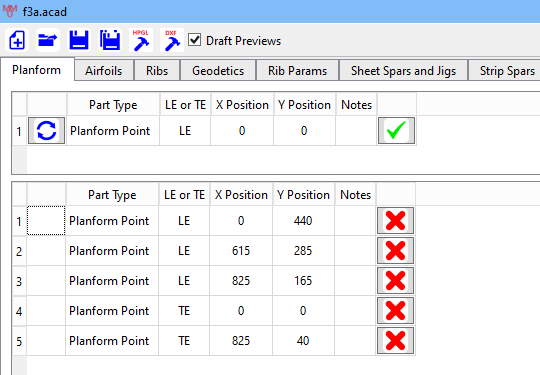 f3a.acad
HPGL DXF Draft Previews
Planform Airfoils Ribs Geodetics Rib Params Sheet Spars and Jigs Strip Spars
Part Type LE or TE X Position Y Position Notes
1 Planform Point LE 0 0
Part Type LE or TE X Position Y Position Notes
1 Planform Point LE 0 440
2 Planform Point LE 615 285
3 Planform Point LE 825 165
4 Planform Point TE 0 0
5 Planform Point TE 825 40